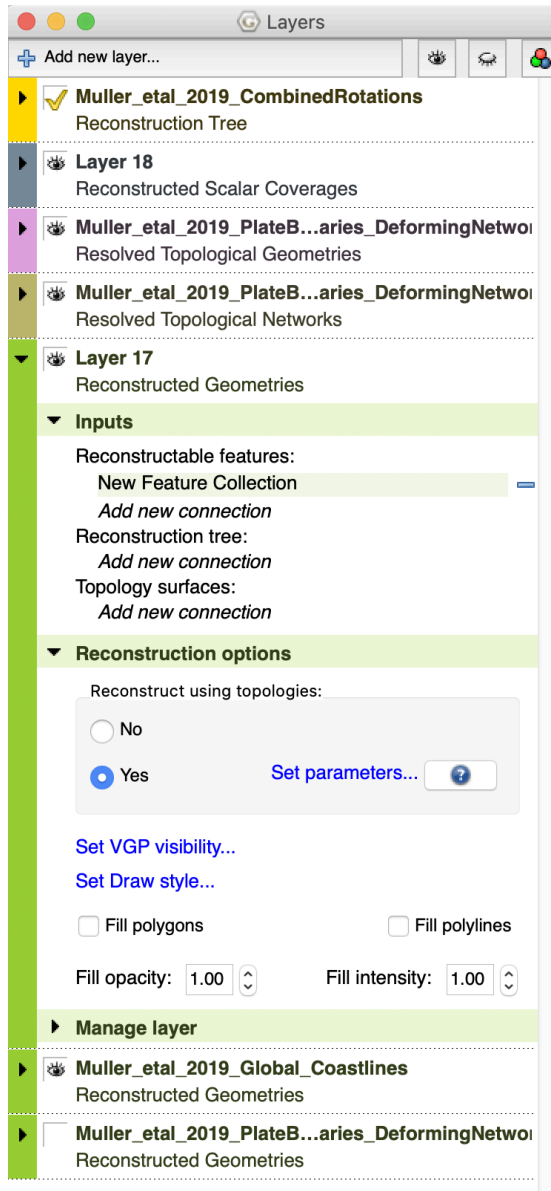 Layers
Add new layer...
Muller_etal_2019_CombinedRotations
Reconstruction Tree
Layer 18
Reconstructed Scalar Coverages
Muller_etal_2019_PlateB...aries_DeformingNetwor
Resolved Topological Geometries
Muller_etal_2019_PlateB...aries_DeformingNetwor
Resolved Topological Networks
Layer 17
Reconstructed Geometries
Inputs
Reconstructable features:
New Feature Collection
Add new connection
Reconstruction tree:
Add new connection
Topology surfaces:
Add new connection
Reconstruction options
Reconstruct using topologies:
No
Yes Set parameters... ?
Set VGP visibility...
Set Draw style...
Fill polygons Fill polylines
Fill opacity: 1.00 Fill intensity: 1.00
Manage layer
Muller_etal_2019_Global_Coastlines
Reconstructed Geometries
Muller_etal_2019_PlateB...aries_DeformingNetwor
Reconstructed Geometries